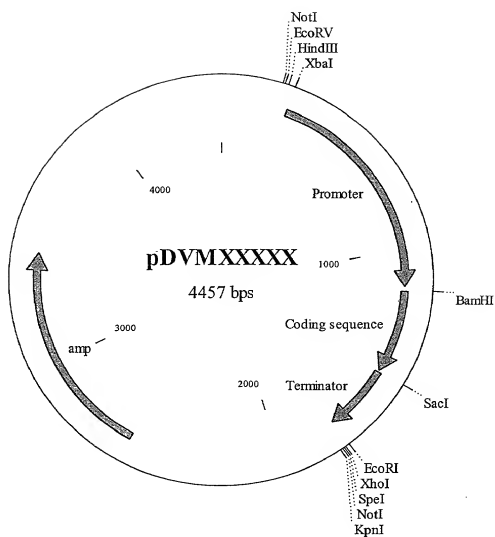 NotI
EcoRV
HindIII
XbaI
4000
Promoter
pDVMXXXXX
1000
4457 bps
BamHI
Coding sequence
3000
amp
2000
Terminator
SacI
EcoRI
XhoI
SpeI
NotI
KpnI